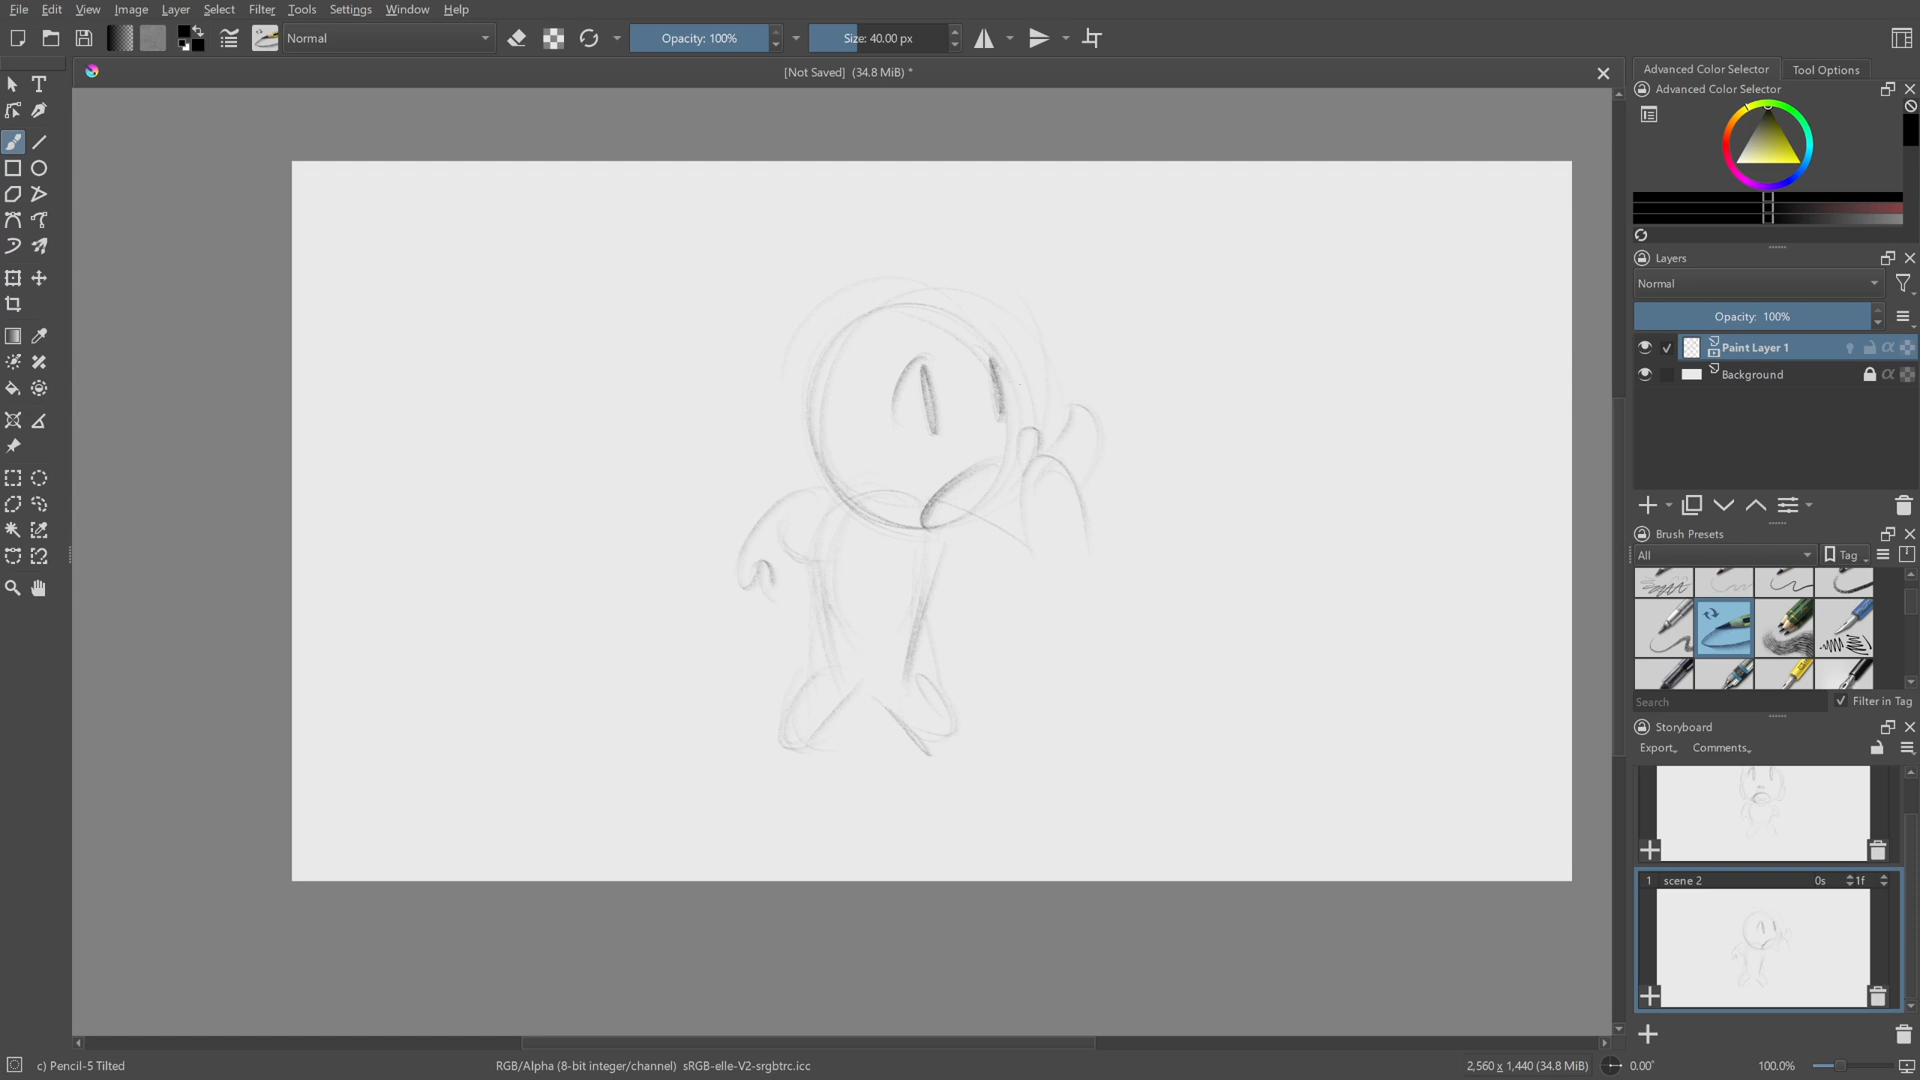 File Edit View Image Layer Select Filter Tools Settings Window Help
Normal Opacity: 100% Size: 40.00 px
[Not Saved] (34.8 MiB) *
Advanced Color Selector Tool Options
Advanced Color Selector
Layers
Normal
Opacity: 100%
Paint Layer 1
Background
Brush Presets
All Tag
Search Filter in Tag
Storyboard
Export Comments
1 scene 2 0s 1f
c) Pencil-5 Tilted RGB/Alpha (8-bit integer/channel) sRGB-elle-V2-srgbtrc.icc 2,560 x 1,440 (34.8 MiB) 0.00° 100.0%